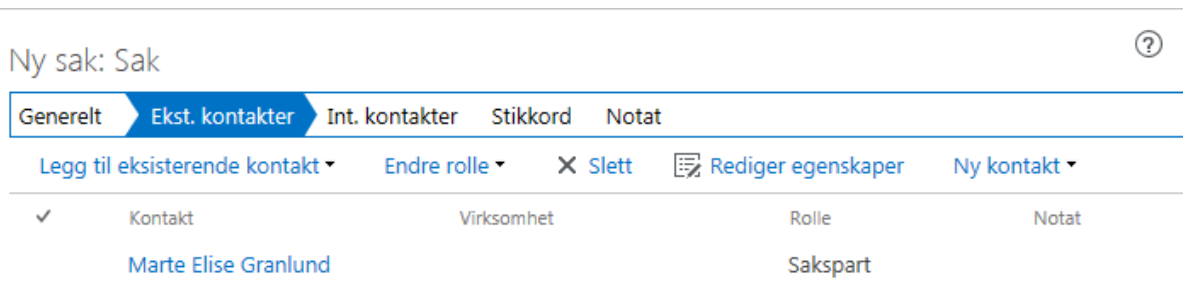 Ny sak: Sak
Generelt Ekst. kontakter Int. kontakter Stikkord Notat
Legg til eksisterende kontakt Endre rolle Slett Rediger egenskaper Ny kontakt
Kontakt Virksomhet Rolle Notat
Marte Elise Granlund Sakspart